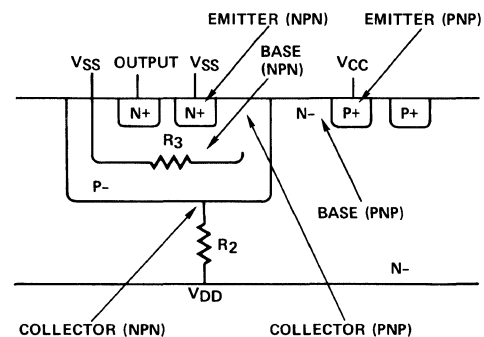 EMITTER (NPN)
EMITTER (PNP)
BASE
(NPN)
VSS
OUTPUT
VSS
VCC
N+
N+
N-
P+
P+
R3
P-
BASE (PNP)
R2
N-
VDD
COLLECTOR (NPN)
COLLECTOR (PNP)